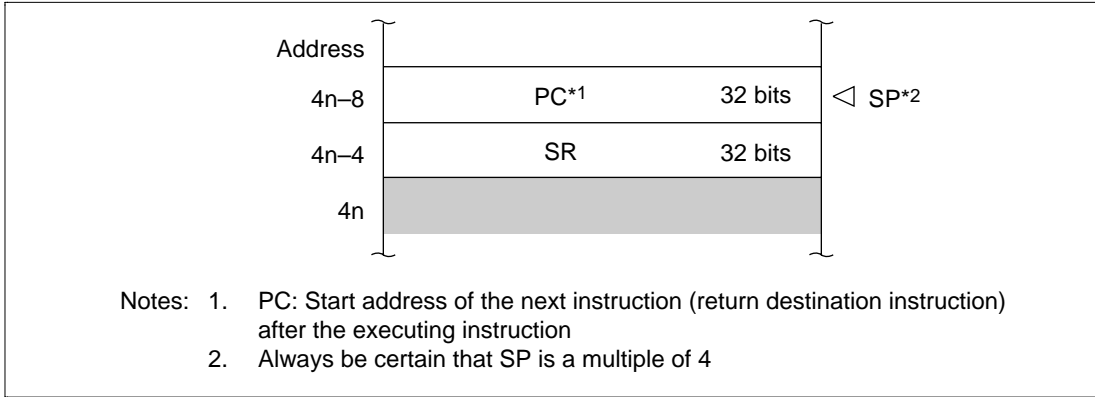 Address
4n–8 PC*1 32 bits ◁ SP*2
4n–4 SR 32 bits
4n
Notes: 1. PC: Start address of the next instruction (return destination instruction)
after the executing instruction
2. Always be certain that SP is a multiple of 4